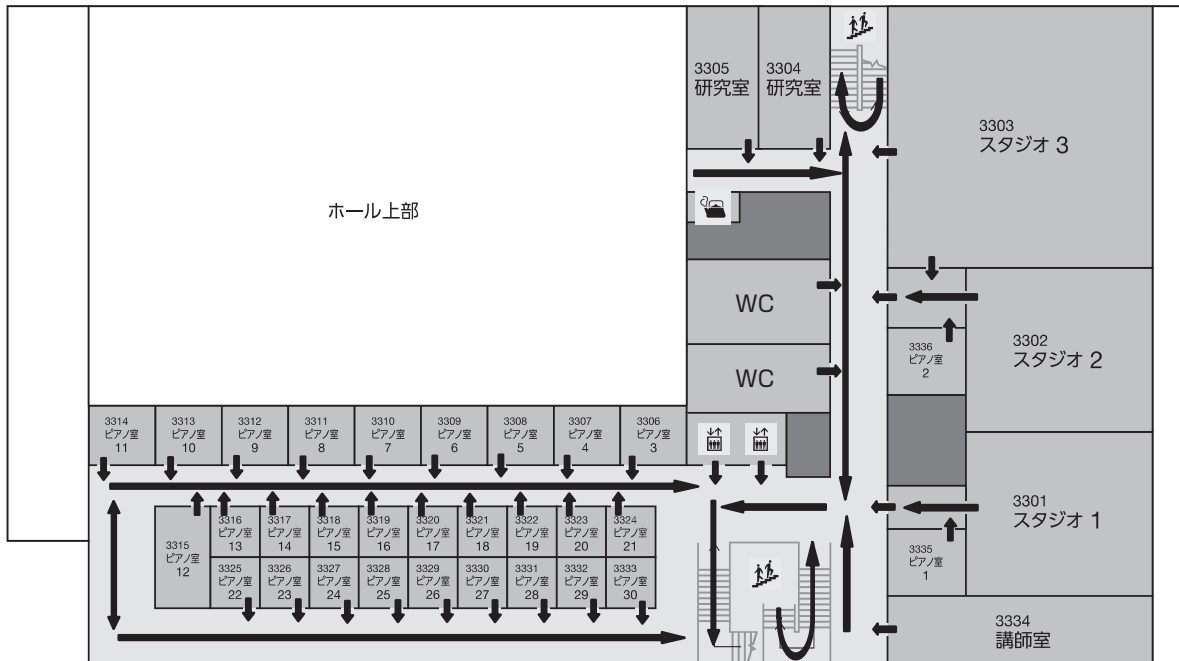 3305
研究室
3304
研究室
3303
スタジオ 3
ホール上部
WC
3302
スタジオ 2
3336
ピアノ室
2
WC
3314
ピアノ室
11
3313
ピアノ室
10
3312
ピアノ室
9
3311
ピアノ室
8
3310
ピアノ室
7
3309
ピアノ室
6
3308
ピアノ室
5
3307
ピアノ室
4
3306
ピアノ室
3
3301
スタジオ 1
3315
ピアノ室
12
3316
ピアノ室
13
3317
ピアノ室
14
3318
ピアノ室
15
3319
ピアノ室
16
3320
ピアノ室
17
3321
ピアノ室
18
3322
ピアノ室
19
3323
ピアノ室
20
3324
ピアノ室
21
3335
ピアノ室
1
3325
ピアノ室
22
3326
ピアノ室
23
3327
ピアノ室
24
3328
ピアノ室
25
3329
ピアノ室
26
3330
ピアノ室
27
3331
ピアノ室
28
3332
ピアノ室
29
3333
ピアノ室
30
3334
講師室